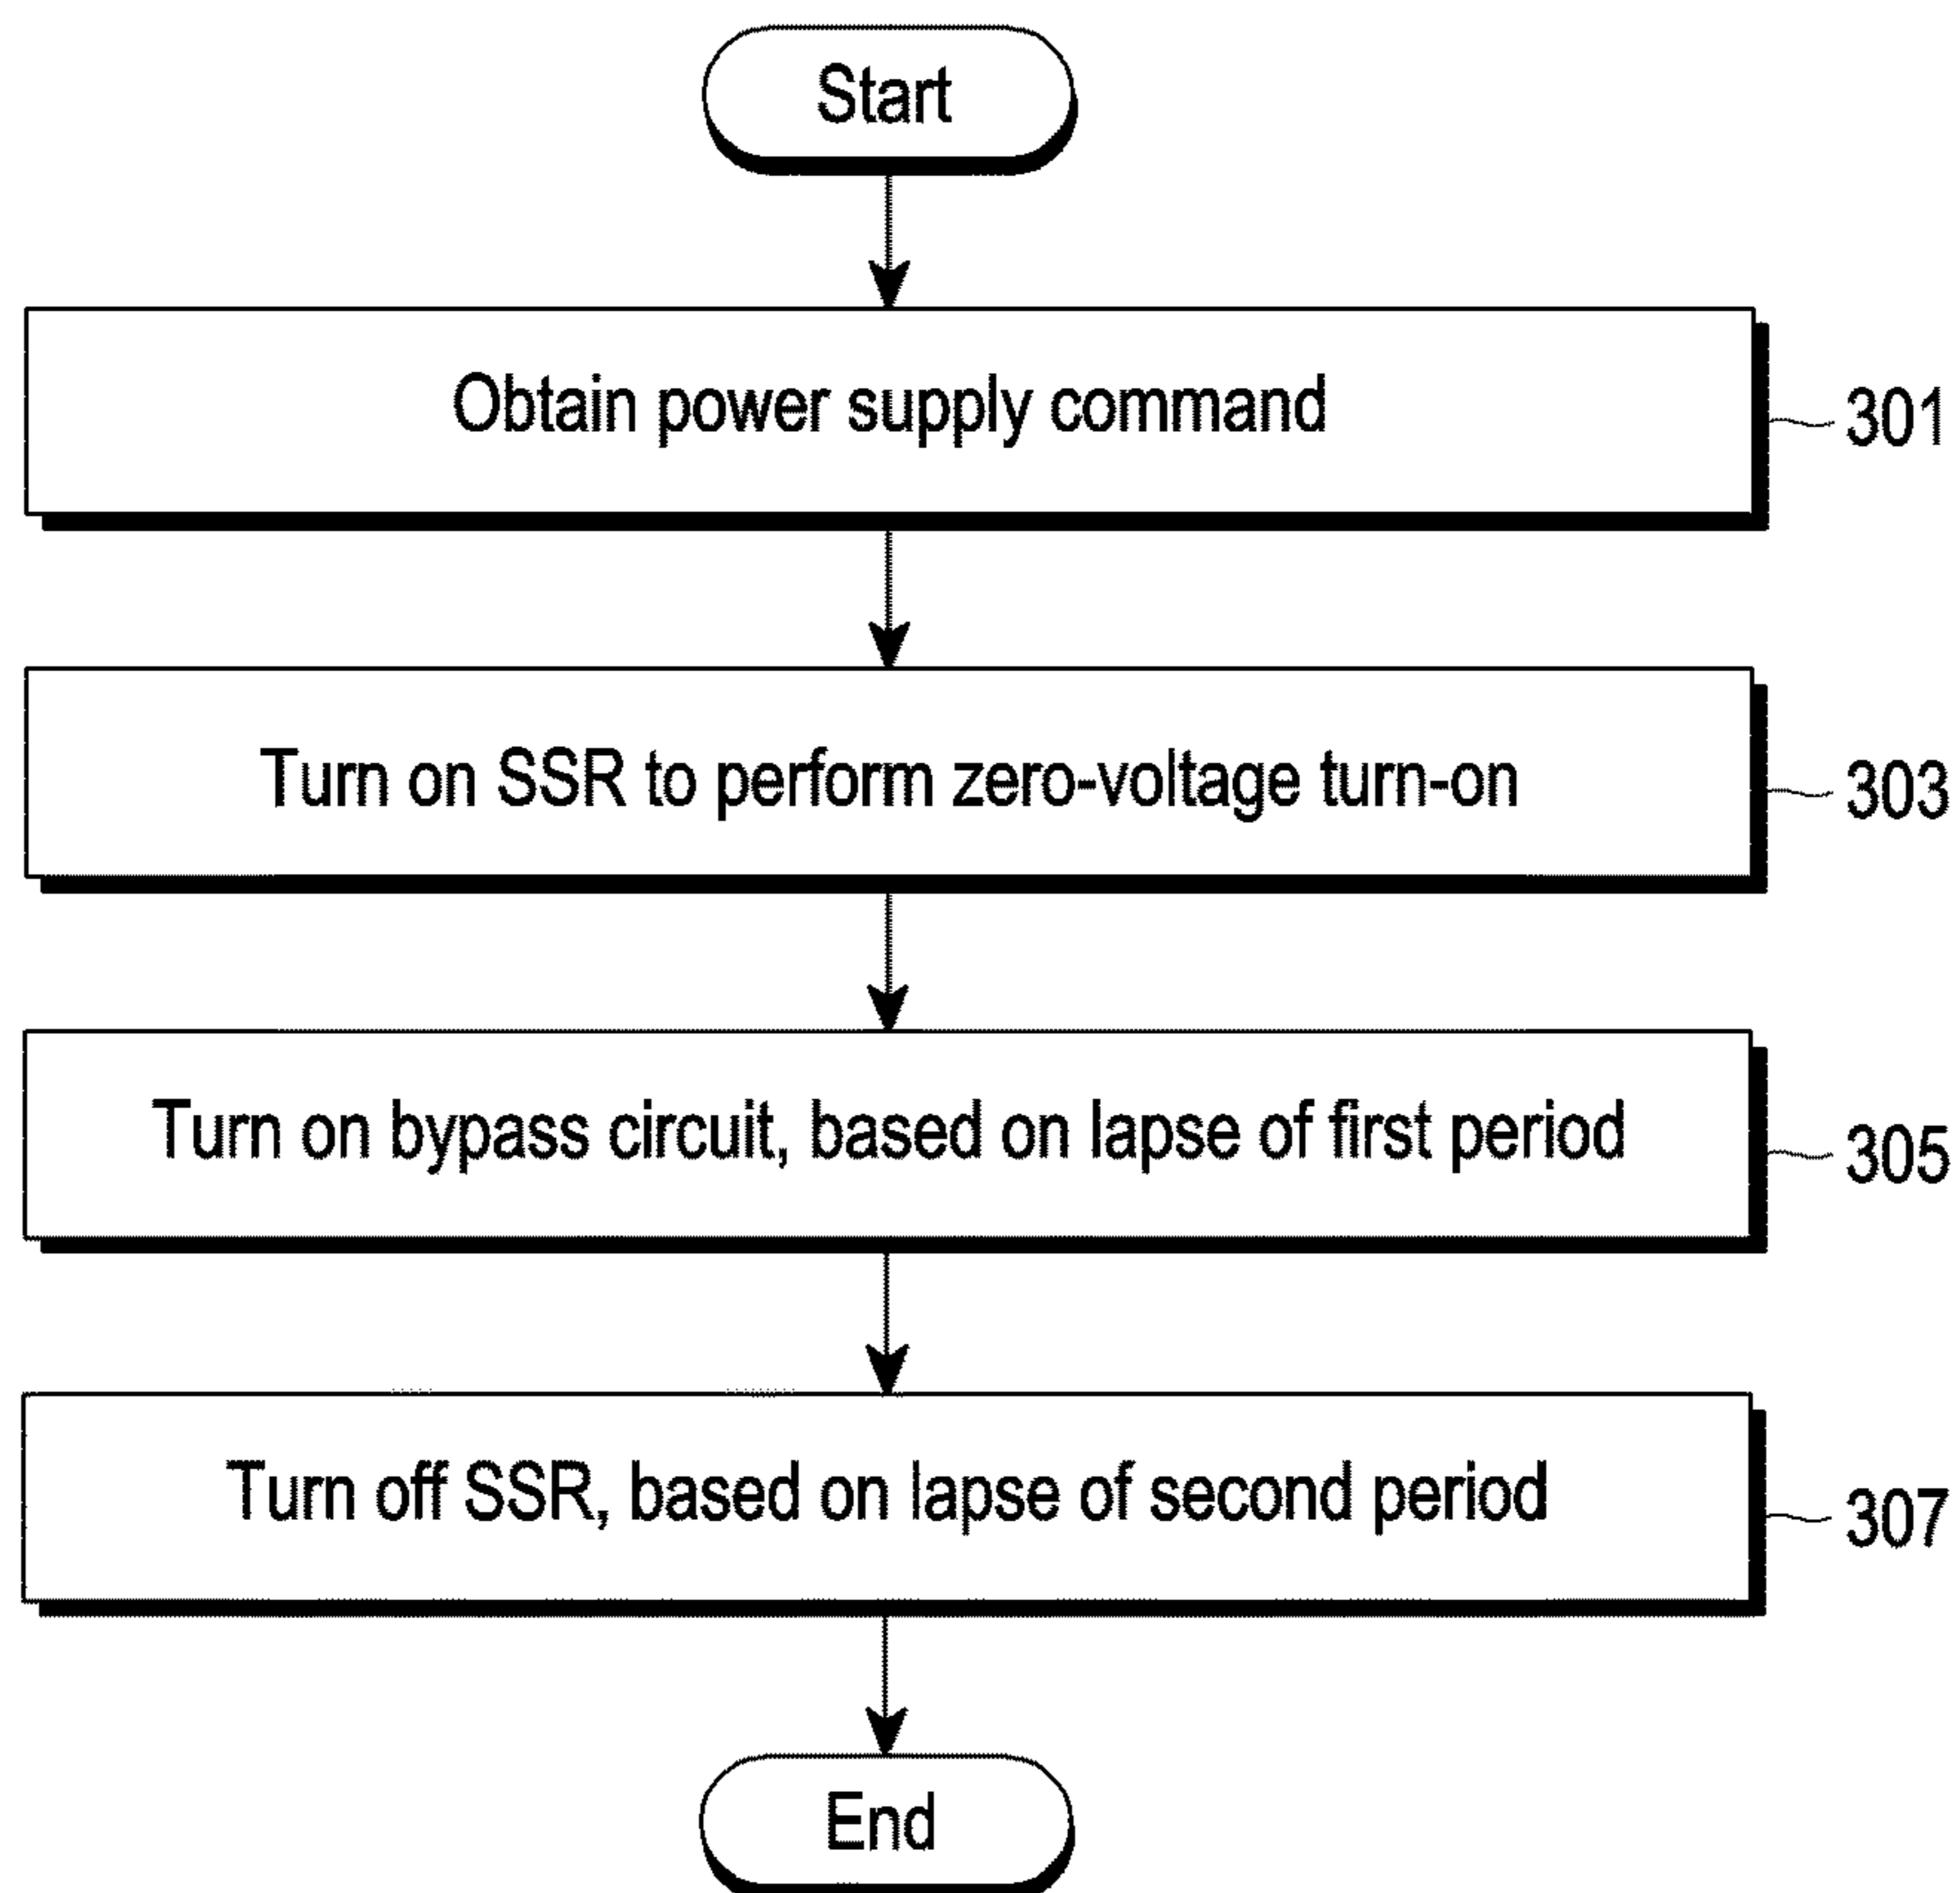 Start
Obtain power supply command
301
Turn on SSR to perform zero-voltage turn-on
303
Turn on bypass circuit, based on lapse of first period
305
Turn off SSR, based on lapse of second period
307
End